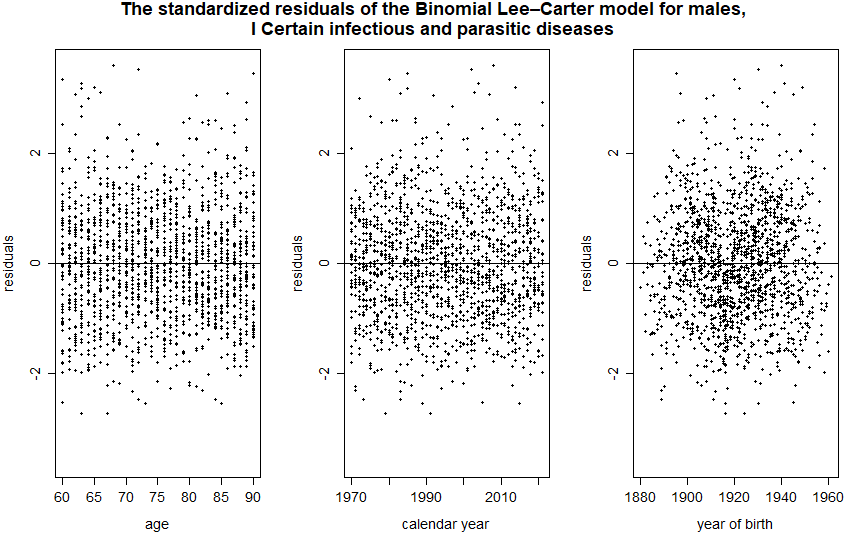 The standardized residuals of the Binomial Lee–Carter model for males,
I Certain infectious and parasitic diseases
residuals
2
0
-2
60 65 70 75 80 85 90
age
residuals
2
0
-2
1970 1990 2010
calendar year
residuals
2
0
-2
1880 1900 1920 1940 1960
year of birth